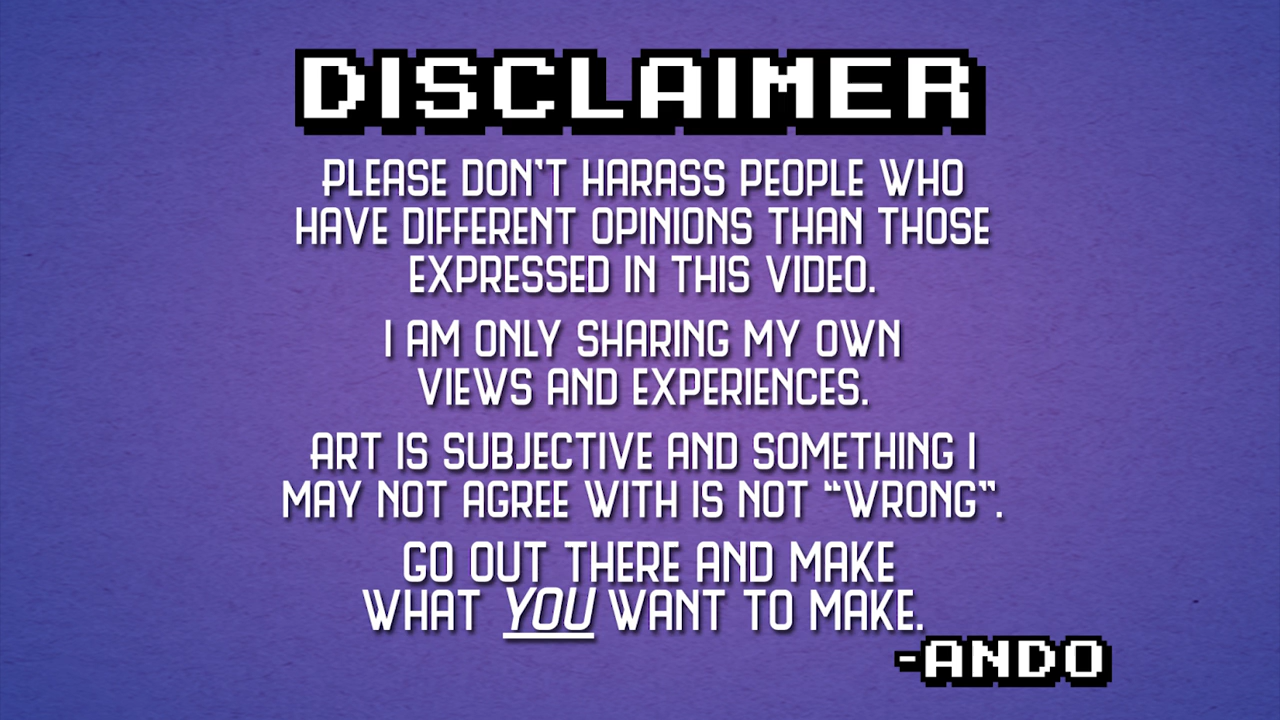 DISCLAIMER
PLEASE DON'T HARASS PEOPLE WHO
HAVE DIFFERENT OPINIONS THAN THOSE
EXPRESSED IN THIS VIDEO.
I AM ONLY SHARING MY OWN
VIEWS AND EXPERIENCES.
ART IS SUBJECTIVE AND SOMETHING I
MAY NOT AGREE WITH IS NOT “WRONG”.
GO OUT THERE AND MAKE
WHAT YOU WANT TO MAKE.
-ANDO